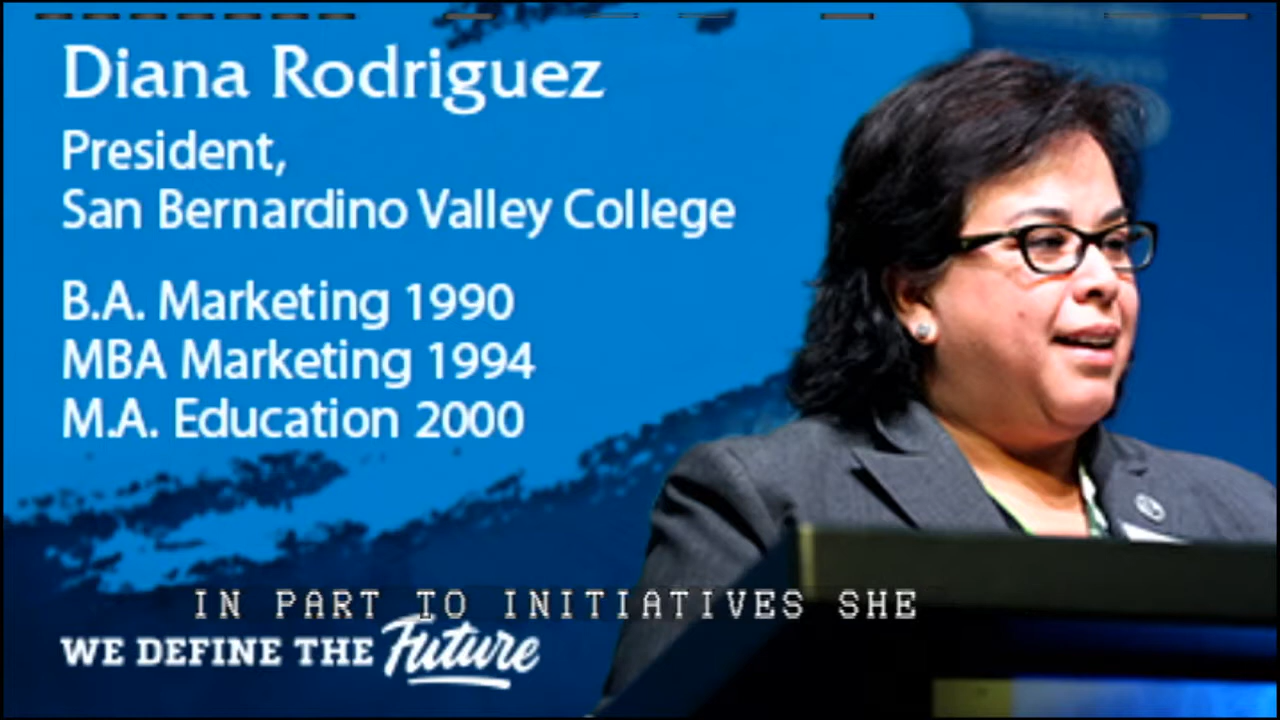 Diana Rodriguez
President,
San Bernardino Valley College
B.A. Marketing 1990
MBA Marketing 1994
M.A. Education 2000
IN PART TO INITIATIVES SHE
WE DEFINE THE Future